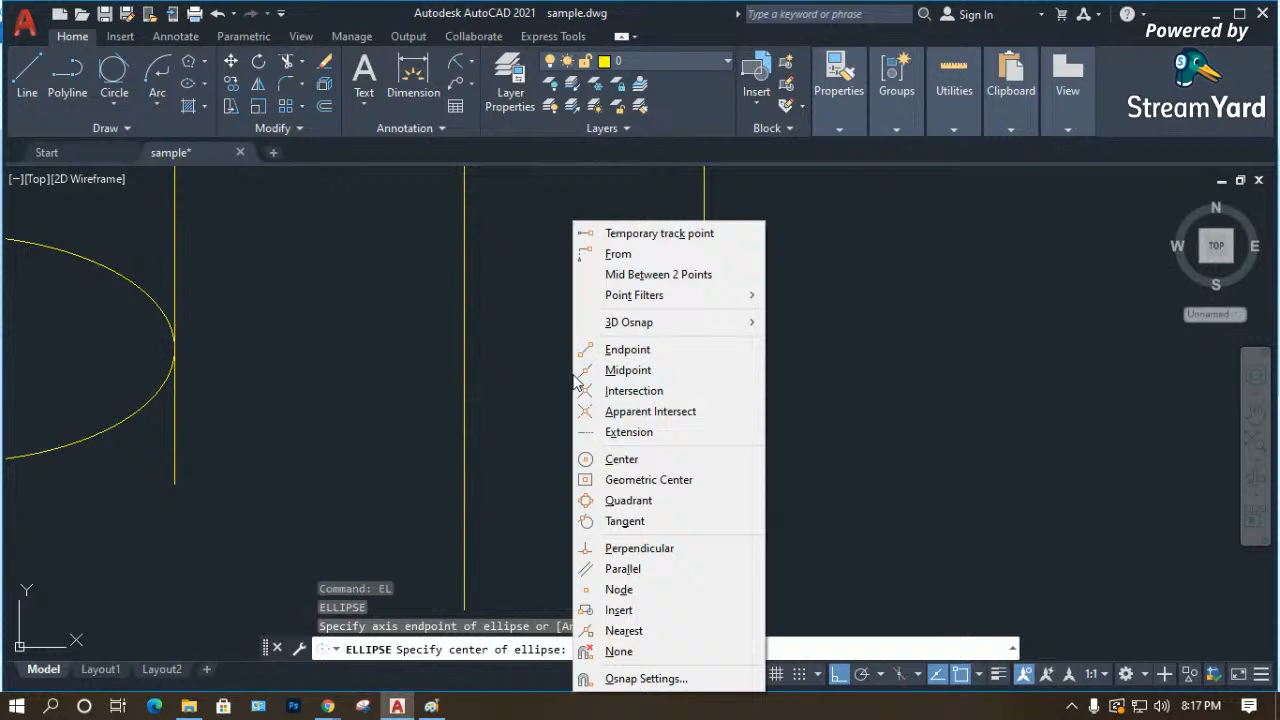 Autodesk AutoCAD 2021 sample.dwg
Type a keyword or phrase
Sign In
Powered by
StreamYard
Home Insert Annotate Parametric View Manage Output Collaborate Express Tools
Line Polyline Circle Arc
Text Dimension
Layer
Properties
0
Insert
Properties Groups Utilities Clipboard View
Draw Modify Annotation Layers Block
Start sample*
[−][Top][2D Wireframe]
N
W TOP E
S
Unnamed
Temporary track point
From
Mid Between 2 Points
Point Filters
3D Osnap
Endpoint
Midpoint
Intersection
Apparent Intersect
Extension
Center
Geometric Center
Quadrant
Tangent
Perpendicular
Parallel
Node
Insert
Nearest
None
Osnap Settings...
Y
X
Command: EL
ELLIPSE
Specify axis endpoint of ellipse or [Ar
ELLIPSE Specify center of ellipse:
Model Layout1 Layout2
1:1
8:17 PM